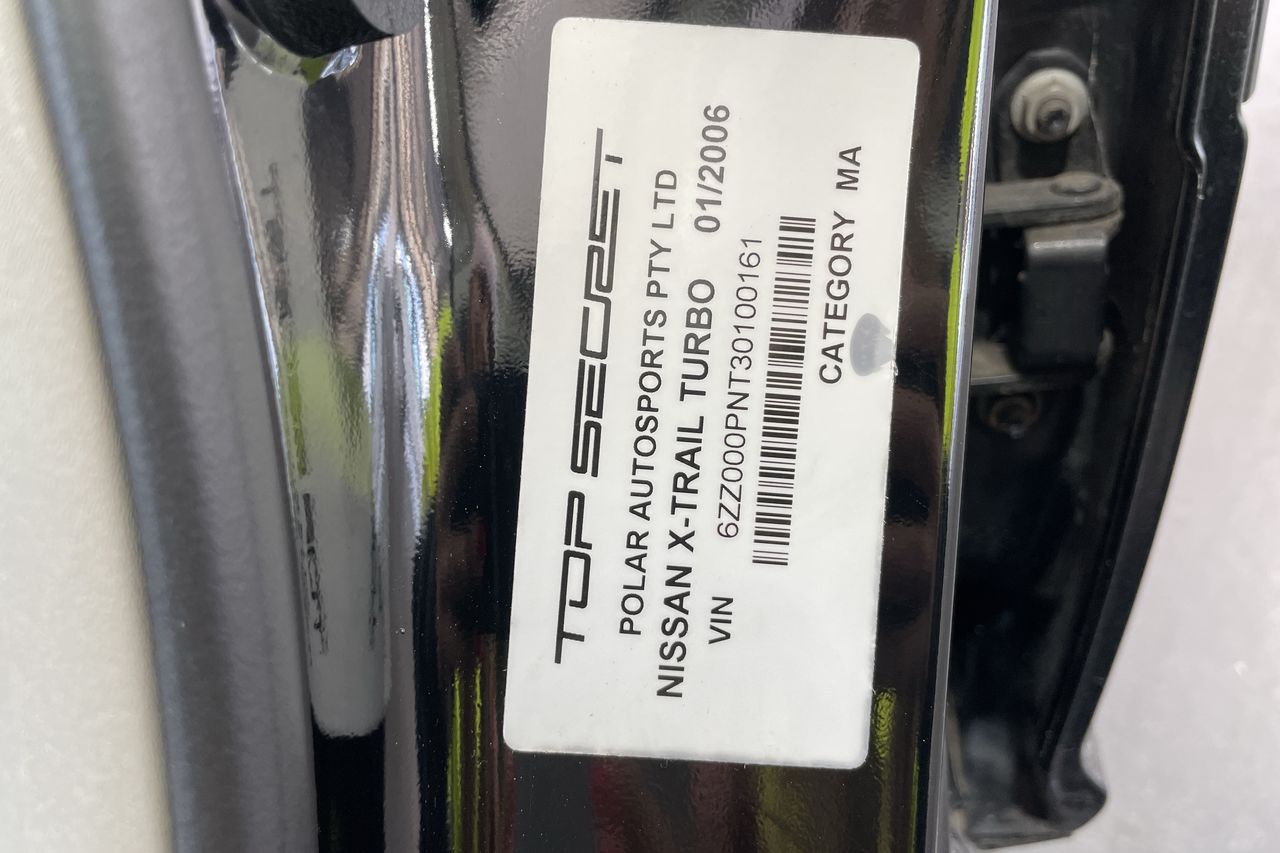 TOP SECRET
POLAR AUTOSPORTS PTY LTD
NISSAN X-TRAIL TURBO 01/2006
VIN 6ZZ000PNT30100161
CATEGORY MA